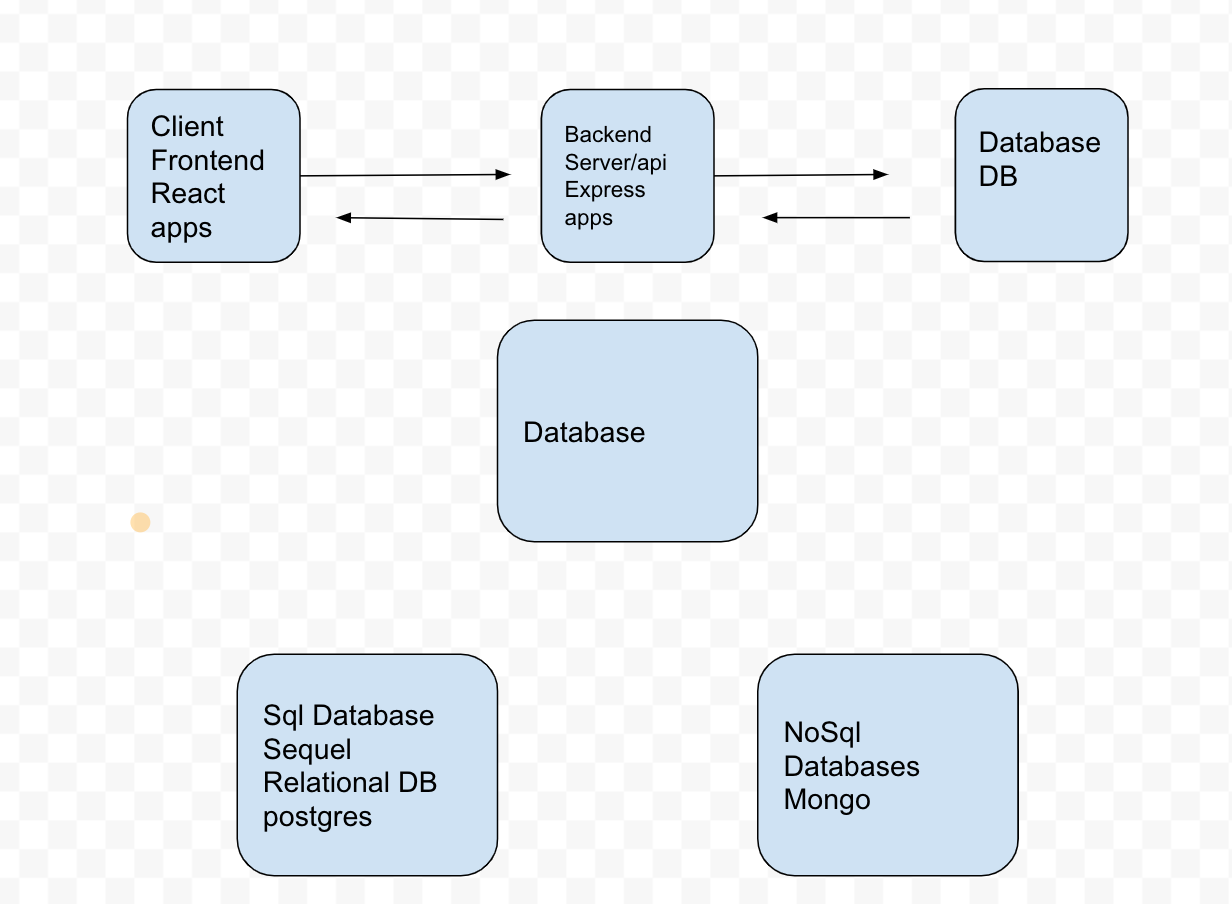 Client
Frontend
React
apps
Backend
Server/api
Express
apps
Database
DB
Database
Sql Database
Sequel
Relational DB
postgres
NoSql
Databases
Mongo